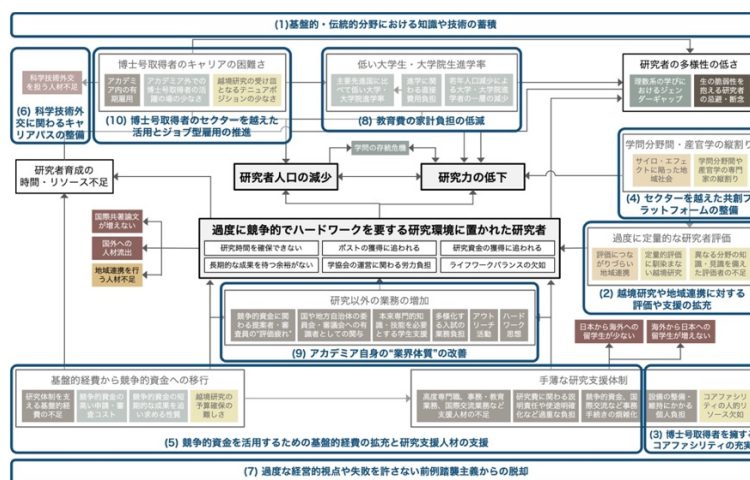 (1)基盤的・伝統的分野における知識や技術の蓄積
科学技術外交
を担う人材不足
(6) 科学技術外
交に関わるキャ
リアパスの整備
博士号取得者のキャリアの困難さ
アカデミ
ア内の有
期雇用
アカデミア外での
博士号取得者の活
躍の場の少なさ
越境研究の受け皿
となるテニュアポ
ジションの少なさ
(10) 博士号取得者のセクターを越えた
活用とジョブ型雇用の推進
低い大学生・大学院生進学率
主要先進国に比
べて低い大学・
大学院進学率
進学に関
わる直接
費用負担
若年人口減少によ
る大学・大学院進
学者の一層の減少
(8) 教育費の家計負担の低減
研究者の多様性の低さ
理数系の学びに
おけるジェン
ダーギャップ
生の脆弱性を
抱える研究者
の忌避・断念
学問の存続危機
研究者育成の
時間・リソース不足
研究者人口の減少
研究力の低下
学問分野間・産官学の縦割り
サイロ・エフェ
クトに陥った地
域社会
学問分野間や
産官学の専門
家の縦割り
(4) セクターを越えた共創プ
ラットフォームの整備
国際共著論文
が増えない
国外への
人材流出
地域連携を行
う人材不足
過度に競争的でハードワークを要する研究環境に置かれた研究者
研究時間を確保できない
ポストの獲得に追われる
研究資金の獲得に追われる
長期的な成果を待つ余裕がない
学協会の運営に関わる労力負担
ライフワークバランスの欠如
過度に定量的な研究者評価
評価につな
がりづらい
地域連携
定量的評価
に馴染まな
い越境研究
異なる分野の知
識・見識を備え
た評価者の不足
(2) 越境研究や地域連携に対する
評価や支援の拡充
研究以外の業務の増加
競争的資金に関
わる提案者・審
査員の“評価疲れ”
国や地方自治体の委
員会・審議会への有
識者としての関与
本来専門的知
識・技能を必要
とする学生支援
多様化す
る入試の
業務負担
アウト
リーチ
活動
ハード
ワーク
思想
(9) アカデミア自身の“業界体質”の改善
日本から海外への
留学生が少ない
海外から日本への
留学生が増えない
基盤的経費から競争的資金への移行
研究体制を支
える基盤的経
費の不足
競争的資金の
高い申請・審
査コスト
競争的資金の短
期的な成果を追
い求める性質
越境研究の
予算確保の
難しさ
手薄な研究支援体制
高度専門職、事務・教育
業務、国際交流業務など
支援人材の不足
研究費に関わる説
明責任や使途明確
化など過重な負担
競争的資金、国
際交流など事務
手続きの煩雑化
(5) 競争的資金を活用するための基盤的経費の拡充と研究支援人材の支援
設備の整備・
維持にかかる
個人負担
コアファシリ
ティの人的リ
ソース欠如
(3) 博士号取得者を擁する
コアファシリティの充実
(7) 過度な経営的視点や失敗を許さない前例踏襲主義からの脱却